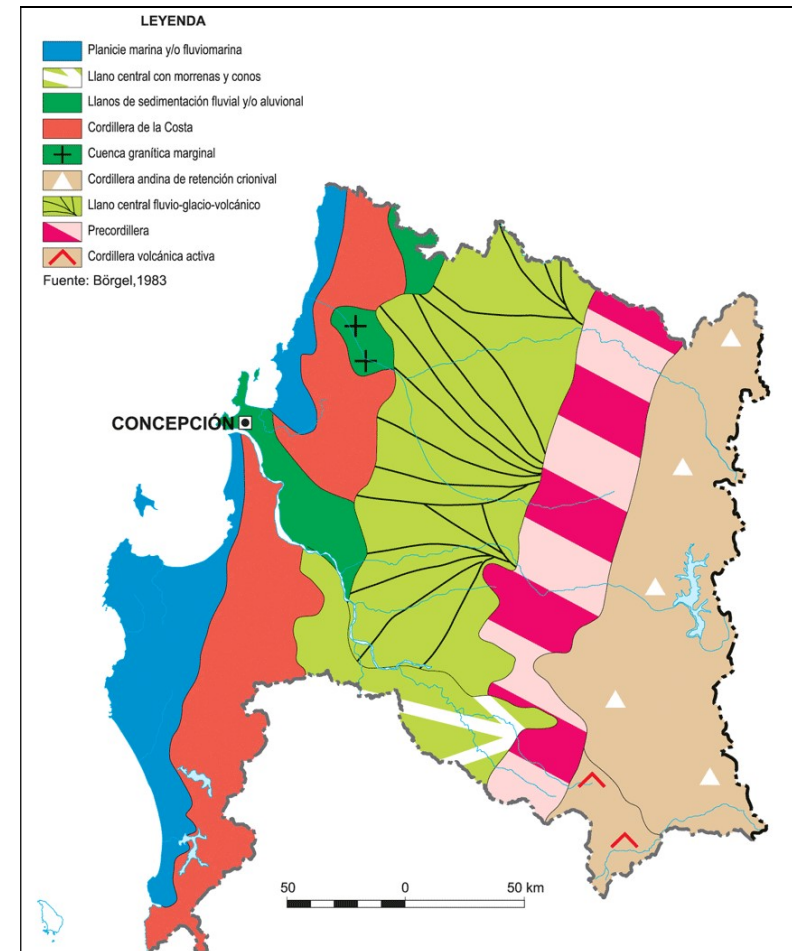 LEYENDA
Planicie marina y/o fluviomarina
Llano central con morrenas y conos
Llanos de sedimentación fluvial y/o aluvional
Cordillera de la Costa
Cuenca granítica marginal
Cordillera andina de retención crionival
Llano central fluvio-glacio-volcánico
Precordillera
Cordillera volcánica activa
Fuente: Börgel,1983
CONCEPCIÓN
50 0 50 km